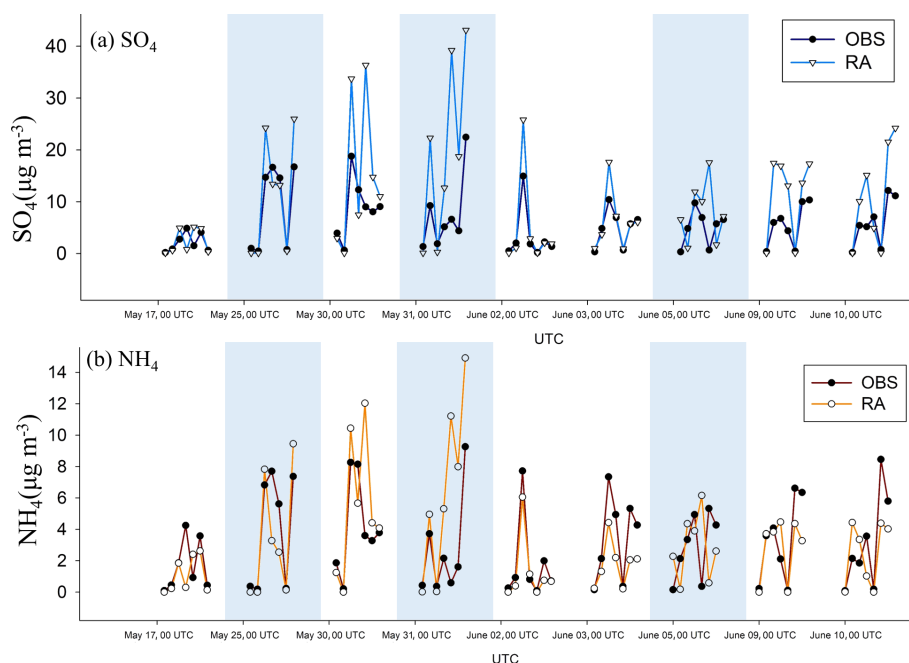 (a) SO₄
OBS
RA
SO₄(μg m⁻³)
40
30
20
10
0
May 17,00 UTC
May 25,00 UTC
May 30,00 UTC
May 31,00 UTC
June 02,00 UTC
June 03,00 UTC
June 05,00 UTC
June 09,00 UTC
June 10,00 UTC
UTC
(b) NH₄
OBS
RA
NH₄(μg m⁻³)
14
12
10
8
6
4
2
0
May 17,00 UTC
May 25,00 UTC
May 30,00 UTC
May 31,00 UTC
June 02,00 UTC
June 03,00 UTC
June 05,00 UTC
June 09,00 UTC
June 10,00 UTC
UTC